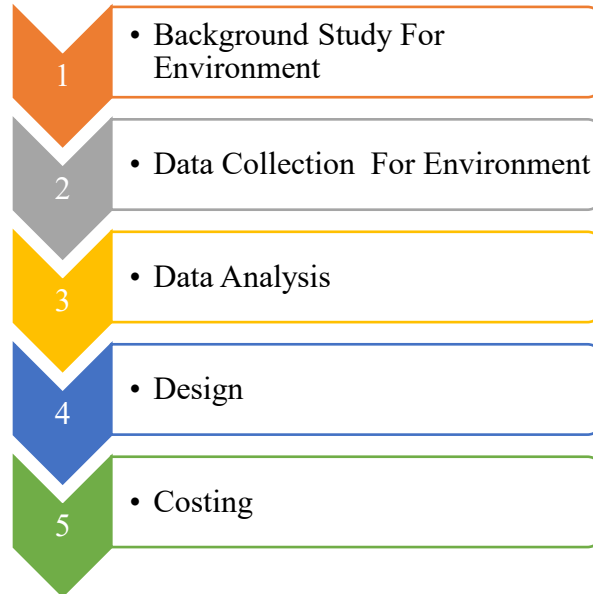 1
• Background Study For
Environment
2
• Data Collection For Environment
3
• Data Analysis
4
• Design
5
• Costing